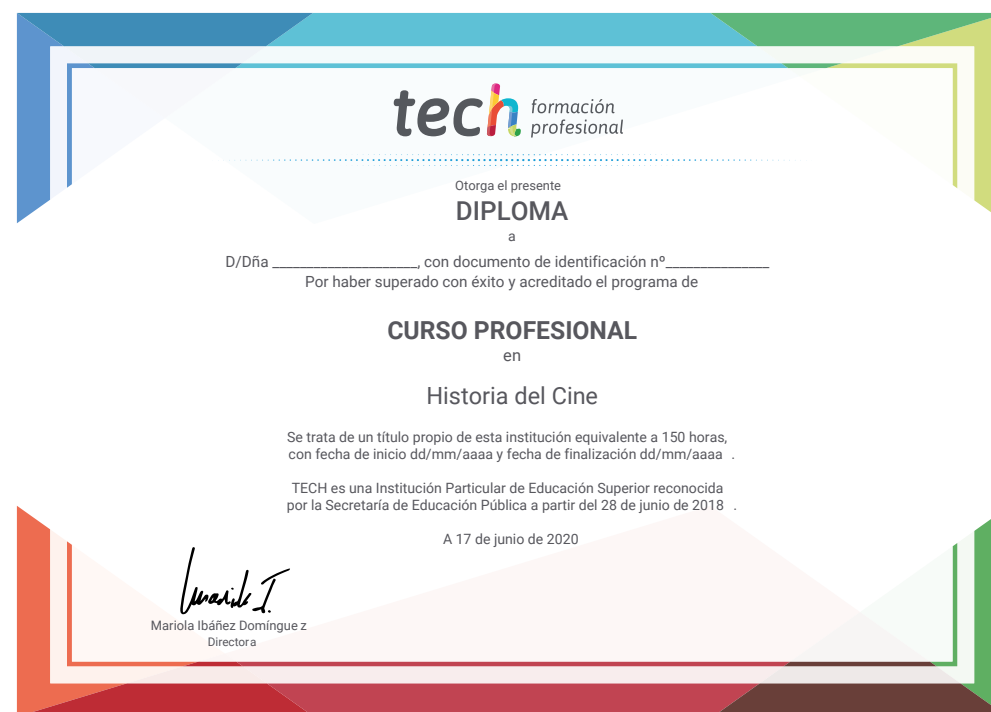 tech formación
profesional
Otorga el presente
DIPLOMA
a
D/Dña _____________________, con documento de identificación nº_______________
Por haber superado con éxito y acreditado el programa de
CURSO PROFESIONAL
en
Historia del Cine
Se trata de un título propio de esta institución equivalente a 150 horas,
con fecha de inicio dd/mm/aaaa y fecha de finalización dd/mm/aaaa .
TECH es una Institución Particular de Educación Superior reconocida
por la Secretaría de Educación Pública a partir del 28 de junio de 2018 .
A 17 de junio de 2020
Mariola I.
Mariola Ibáñez Domíngue z
Directora